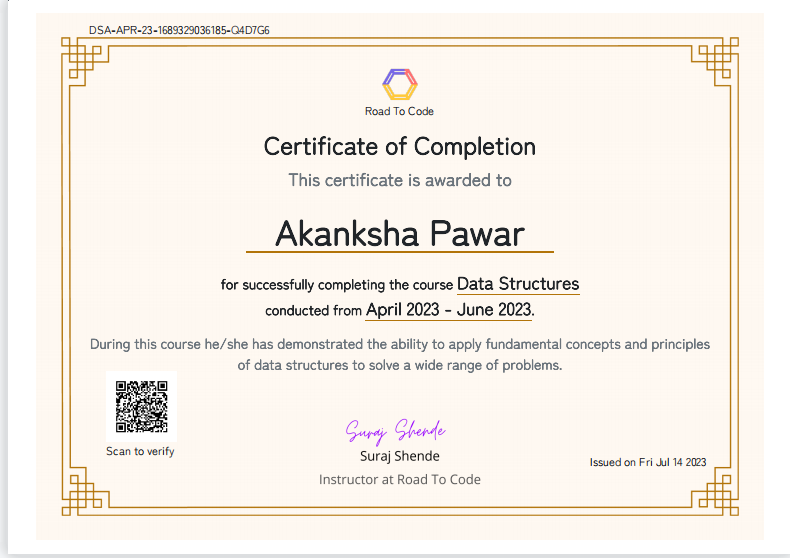 DSA-APR-23-1689329036185-Q4D7G6
Road To Code
Certificate of Completion
This certificate is awarded to
Akanksha Pawar
for successfully completing the course Data Structures
conducted from April 2023 - June 2023.
During this course he/she has demonstrated the ability to apply fundamental concepts and principles
of data structures to solve a wide range of problems.
Scan to verify
Suraj Shende
Suraj Shende
Instructor at Road To Code
Issued on Fri Jul 14 2023